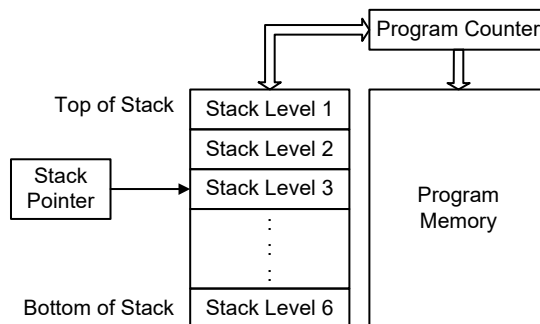 Program Counter
Top of Stack
Stack Level 1
Stack Level 2
Stack
Pointer
Stack Level 3
Program
Memory
:
:
:
Bottom of Stack
Stack Level 6